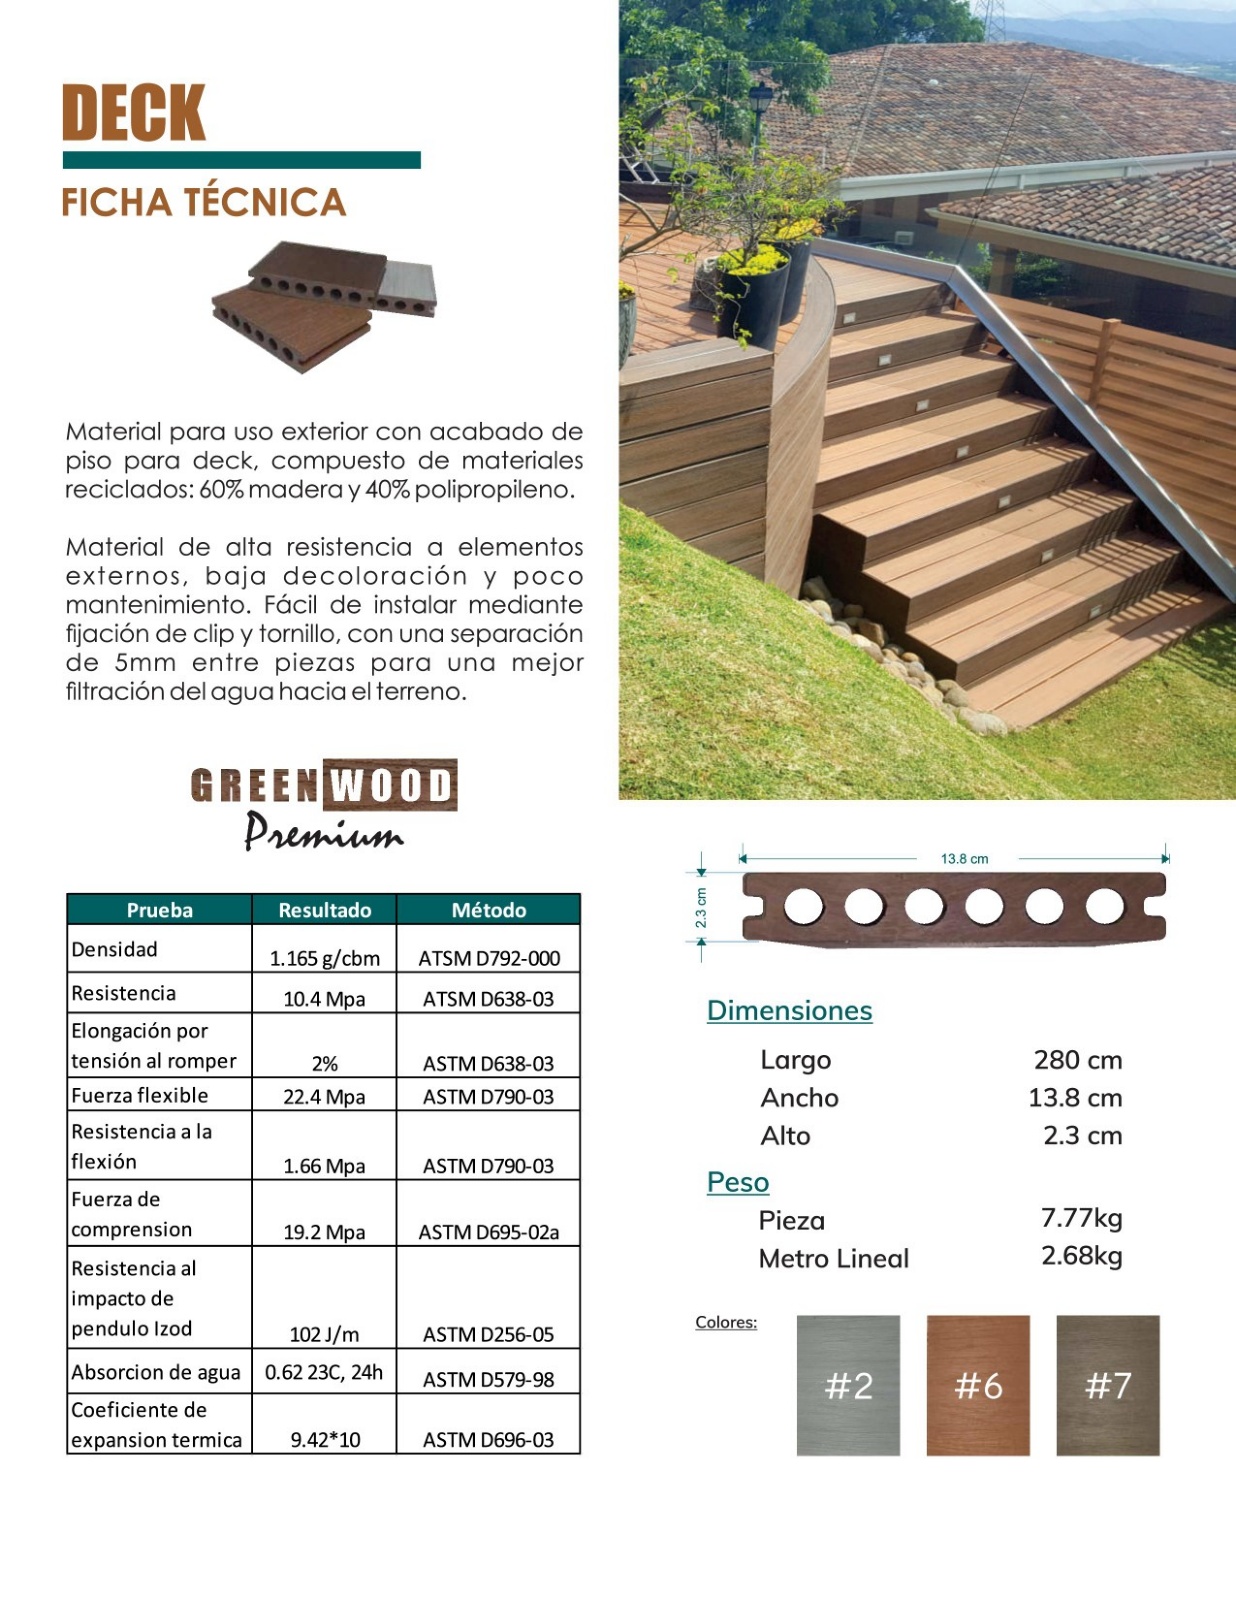 DECK
FICHA TÉCNICA
Material para uso exterior con acabado de
piso para deck, compuesto de materiales
reciclados: 60% madera y 40% polipropileno.
Material de alta resistencia a elementos
externos, baja decoloración y poco
mantenimiento. Fácil de instalar mediante
fijación de clip y tornillo, con una separación
de 5mm entre piezas para una mejor
filtración del agua hacia el terreno.
GREENWOOD
Premium
Prueba Resultado Método
Densidad 1.165 g/cbm ATSM D792-000
Resistencia 10.4 Mpa ATSM D638-03
Elongación por
tensión al romper 2% ASTM D638-03
Fuerza flexible 22.4 Mpa ASTM D790-03
Resistencia a la
flexión 1.66 Mpa ASTM D790-03
Fuerza de
comprension 19.2 Mpa ASTM D695-02a
Resistencia al
impacto de
pendulo Izod 102 J/m ASTM D256-05
Absorcion de agua 0.62 23C, 24h ASTM D579-98
Coeficiente de
expansion termica 9.42*10 ASTM D696-03
13.8 cm
2.3 cm
Dimensiones
Largo 280 cm
Ancho 13.8 cm
Alto 2.3 cm
Peso
Pieza 7.77kg
Metro Lineal 2.68kg
Colores:
#2 #6 #7